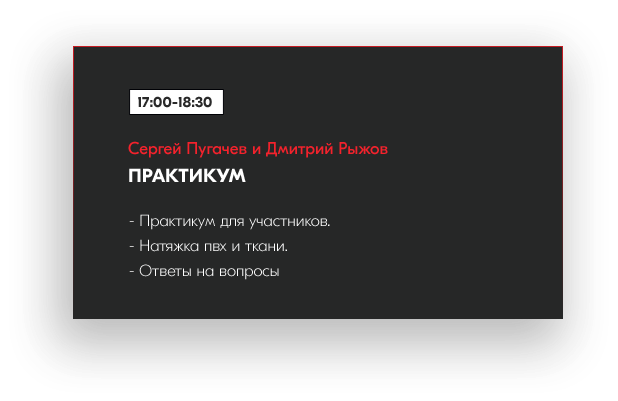 17:00-18:30
Сергей Пугачев и Дмитрий Рыжов
ПРАКТИКУМ
- Практикум для участников.
- Натяжка пвх и ткани.
- Ответы на вопросы